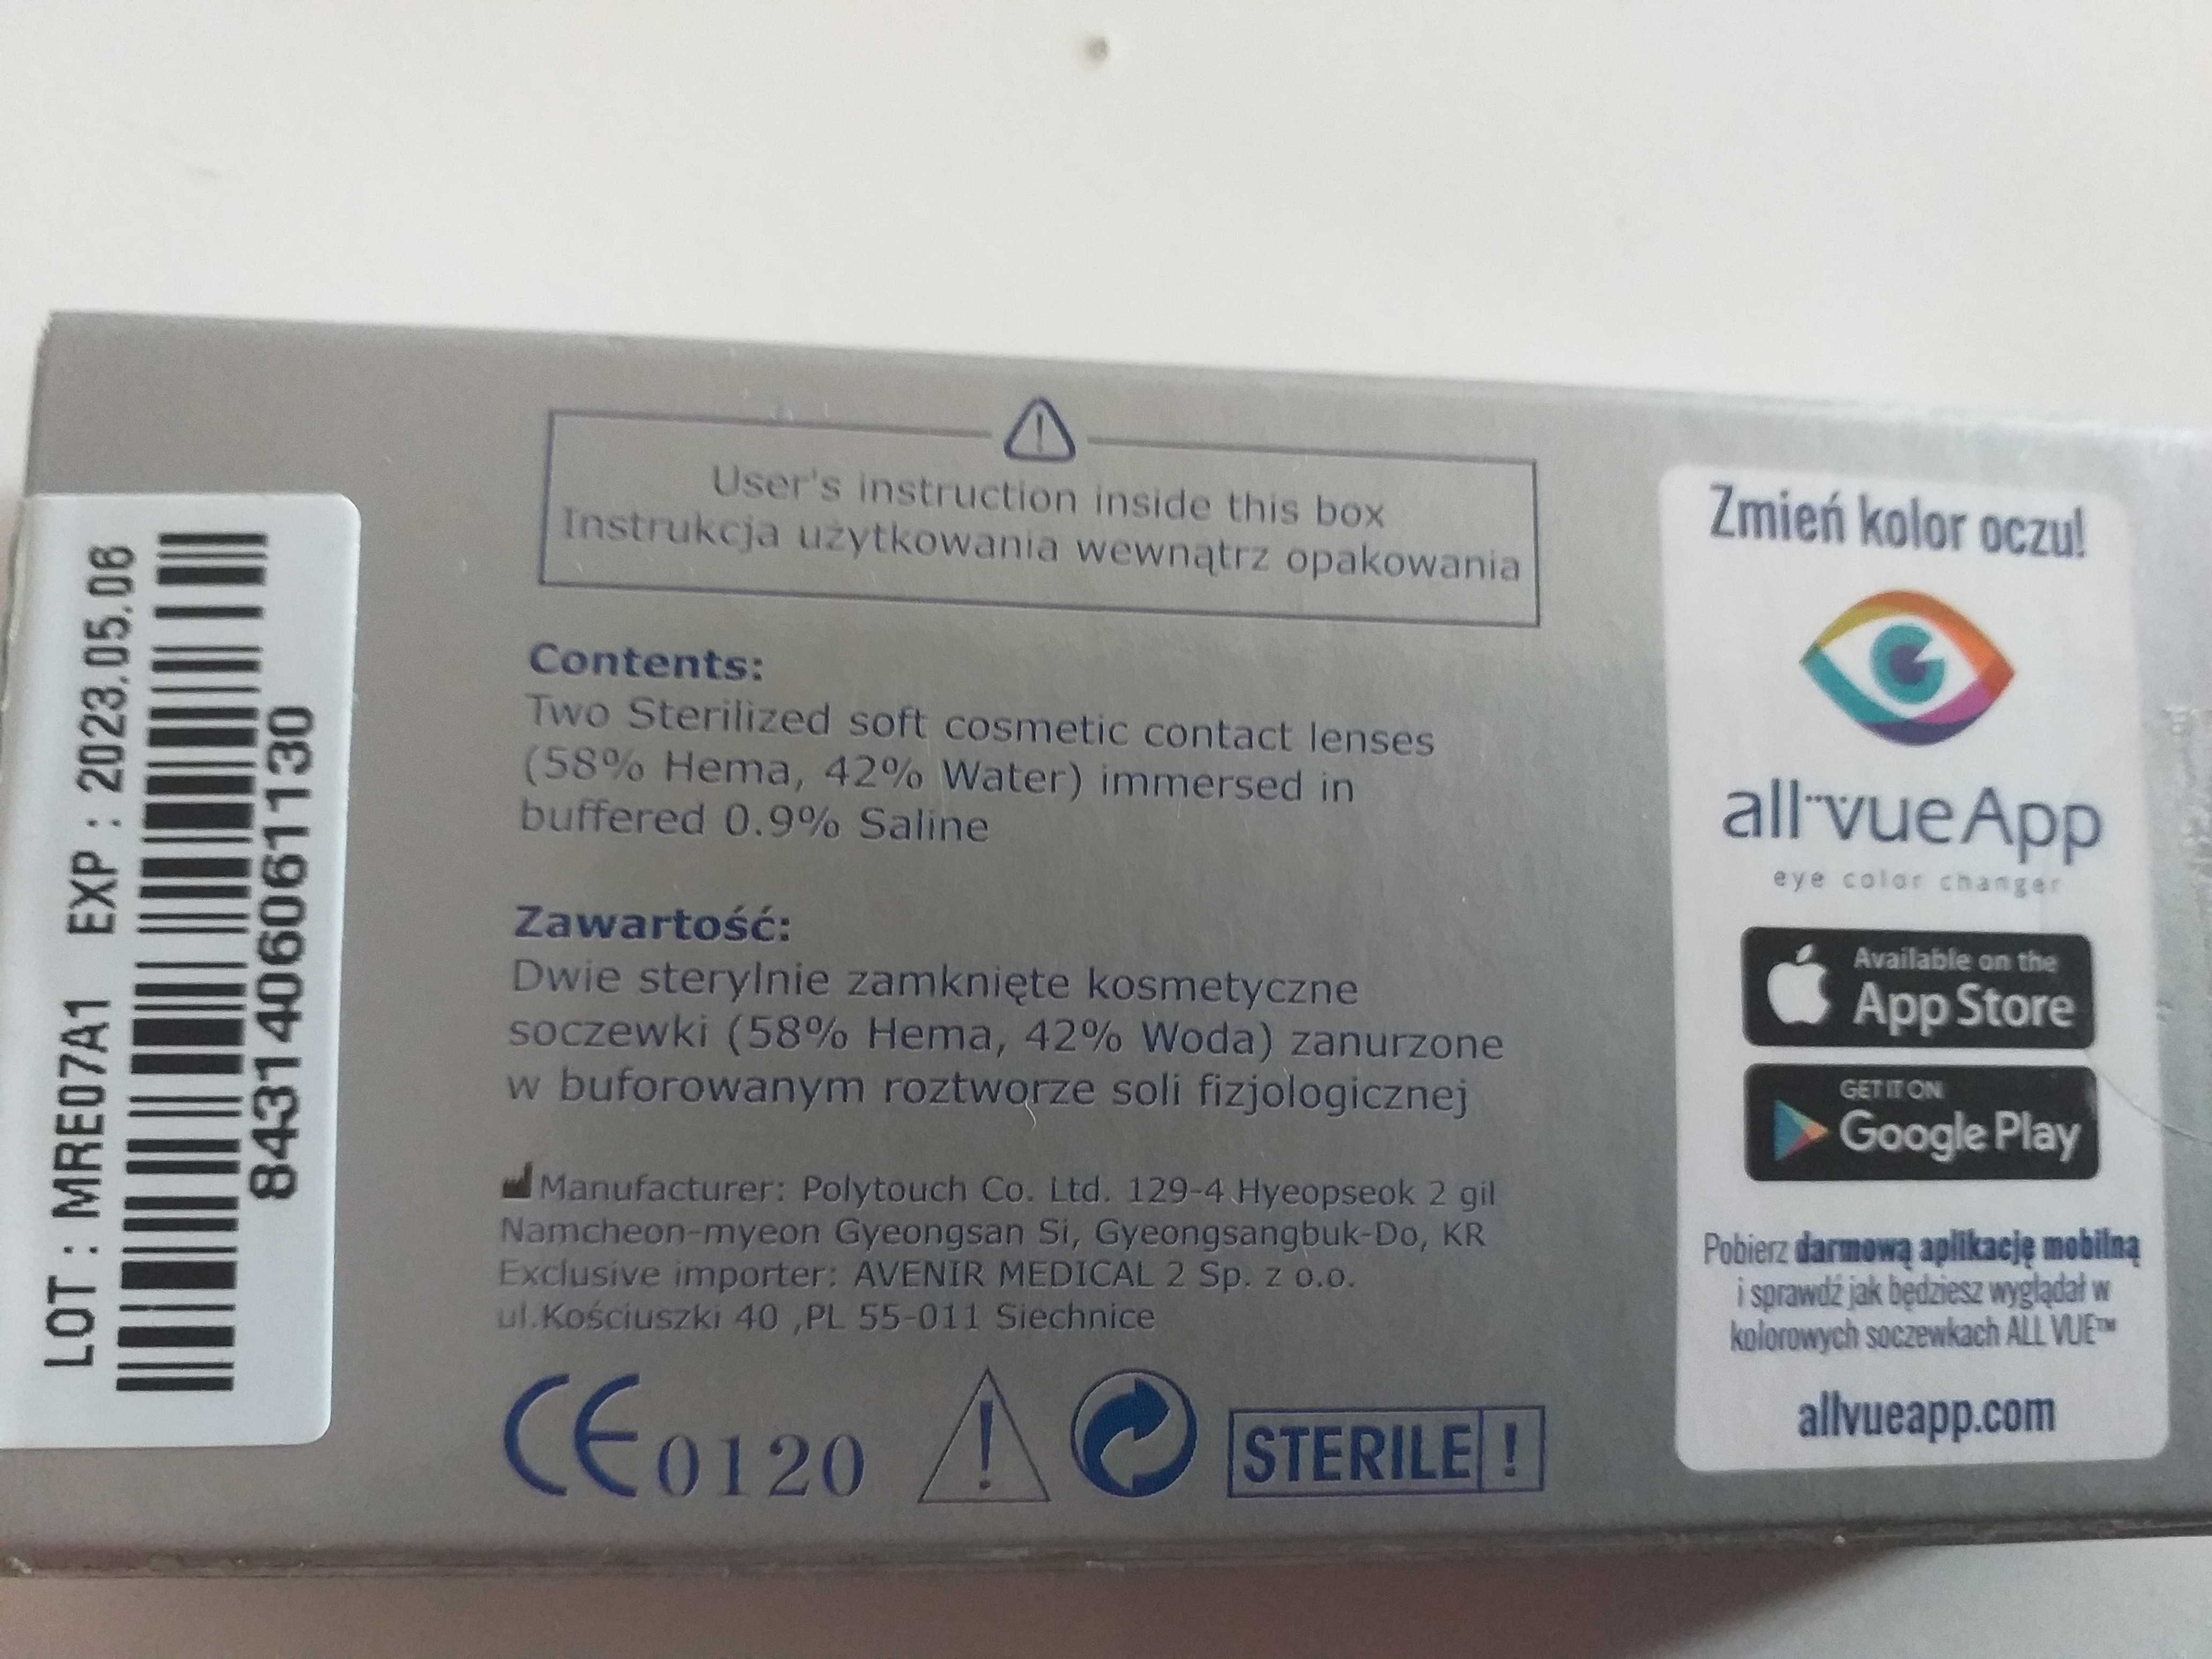 LOT : MRE07A1 EXP : 2023.05.06
8431406061130
User's instruction inside this box
Instrukcja użytkowania wewnątrz opakowania
Contents:
Two Sterilized soft cosmetic contact lenses
(58% Hema, 42% Water) immersed in
buffered 0.9% Saline
Zawartość:
Dwie sterylnie zamknięte kosmetyczne
soczewki (58% Hema, 42% Woda) zanurzone
w buforowanym roztworze soli fizjologicznej
Manufacturer: Polytouch Co. Ltd. 129-4 Hyeopseok 2 gil
Namcheon-myeon Gyeongsan Si, Gyeongsangbuk-Do, KR
Exclusive importer: AVENIR MEDICAL 2 Sp. z o.o.
ul.Kościuszki 40 ,PL 55-011 Siechnice
CE 0120
STERILE !
Zmień kolor oczu!
all vue App
eye color changer
Available on the
App Store
GET IT ON
Google Play
Pobierz darmową aplikację mobilną
i sprawdź jak będziesz wyglądał w
kolorowych soczewkach ALL VUE™
allvueapp.com